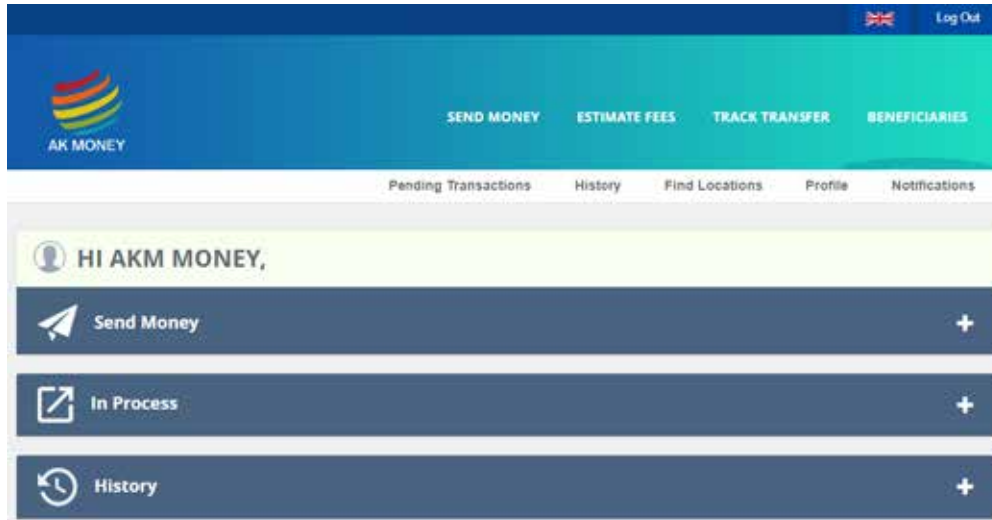 Log Out
AK MONEY
SEND MONEY ESTIMATE FEES TRACK TRANSFER BENEFICIARIES
Pending Transactions History Find Locations Profile Notifications
HI AKM MONEY,
Send Money
In Process
History